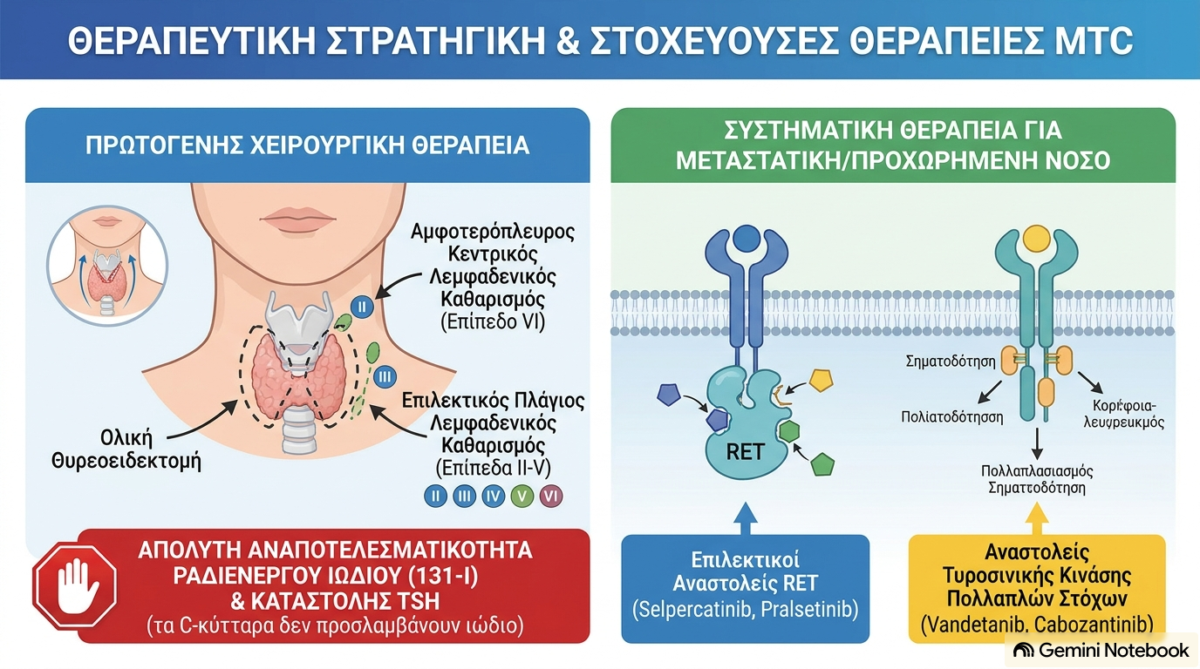 ΘΕΡΑΠΕΥΤΙΚΗ ΣΤΡΑΤΗΓΙΚΗ & ΣΤΟΧΕΥΟΥΣΕΣ ΘΕΡΑΠΕΙΕΣ MTC
ΠΡΩΤΟΓΕΝΗΣ ΧΕΙΡΟΥΡΓΙΚΗ ΘΕΡΑΠΕΙΑ
Αμφοτερόπλευρος
Κεντρικός
Λεμφαδενικός
Καθαρισμός
(Επίπεδο VI)
II
III
Επιλεκτικός Πλάγιος
Λεμφαδενικός
Καθαρισμός
(Επίπεδα II-V)
II III IV V VI
Ολική
Θυρεοειδεκτομή
ΑΠΟΛΥΤΗ ΑΝΑΠΟΤΕΛΕΣΜΑΤΙΚΟΤΗΤΑ
ΡΑΔΙΕΝΕΡΓΟΥ ΙΩΔΙΟΥ (131-I)
& ΚΑΤΑΣΤΟΛΗΣ TSH
(τα C-κύτταρα δεν προσλαμβάνουν ιώδιο)
ΣΥΣΤΗΜΑΤΙΚΗ ΘΕΡΑΠΕΙΑ ΓΙΑ
ΜΕΤΑΣΤΑΤΙΚΗ/ΠΡΟΧΩΡΗΜΕΝΗ ΝΟΣΟ
RET
Σηματοδότηση
Πολιατοδότησση
Πολλαπλασιασμός
Σηματτοδότηση
Επιλεκτικοί
Αναστολείς RET
(Selpercatinib, Pralsetinib)
Αναστολείς
Τυροσινικής Κινάσης
Πολλαπλών Στόχων
(Vandetanib, Cabozantinib)
Gemini Notebook